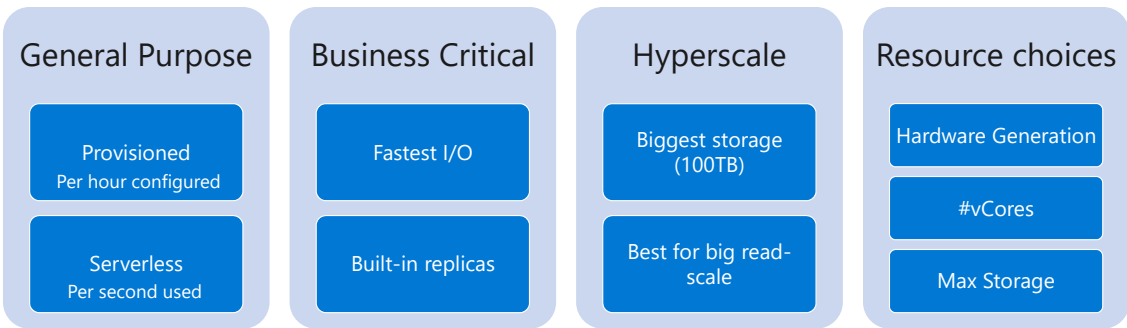 General Purpose
Provisioned
Per hour configured
Serverless
Per second used
Business Critical
Fastest I/O
Built-in replicas
Hyperscale
Biggest storage
(100TB)
Best for big read-
scale
Resource choices
Hardware Generation
#vCores
Max Storage